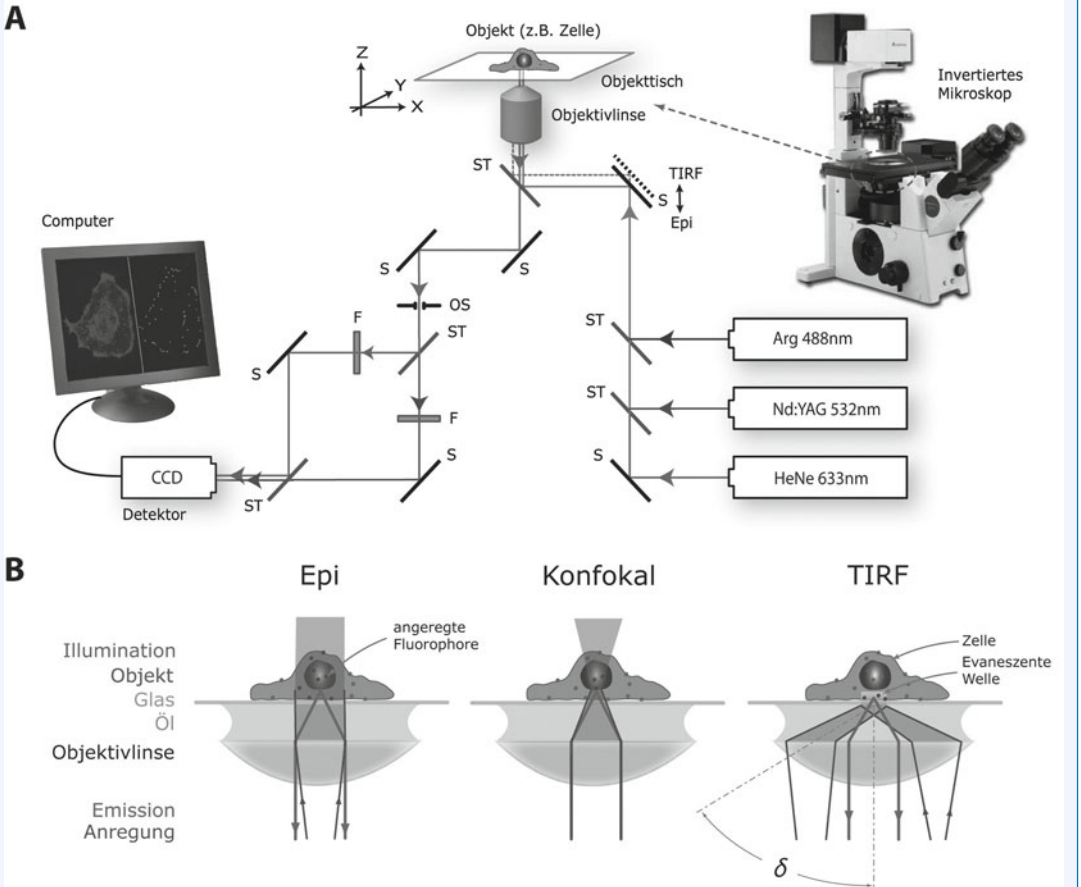 A
Objekt (z.B. Zelle)
Z
Y
X
Objekttisch
Objektivlinse
Invertiertes
Mikroskop
ST
TIRF
S
Epi
Computer
S
S
OS
F
ST
ST
Arg 488nm
S
ST
Nd:YAG 532nm
F
S
S
HeNe 633nm
CCD
ST
Detektor
B
Epi
Konfokal
TIRF
angeregte
Fluorophore
Illumination
Objekt
Glas
Öl
Objektivlinse
Emission
Anregung
Zelle
Evaneszente
Welle
δ